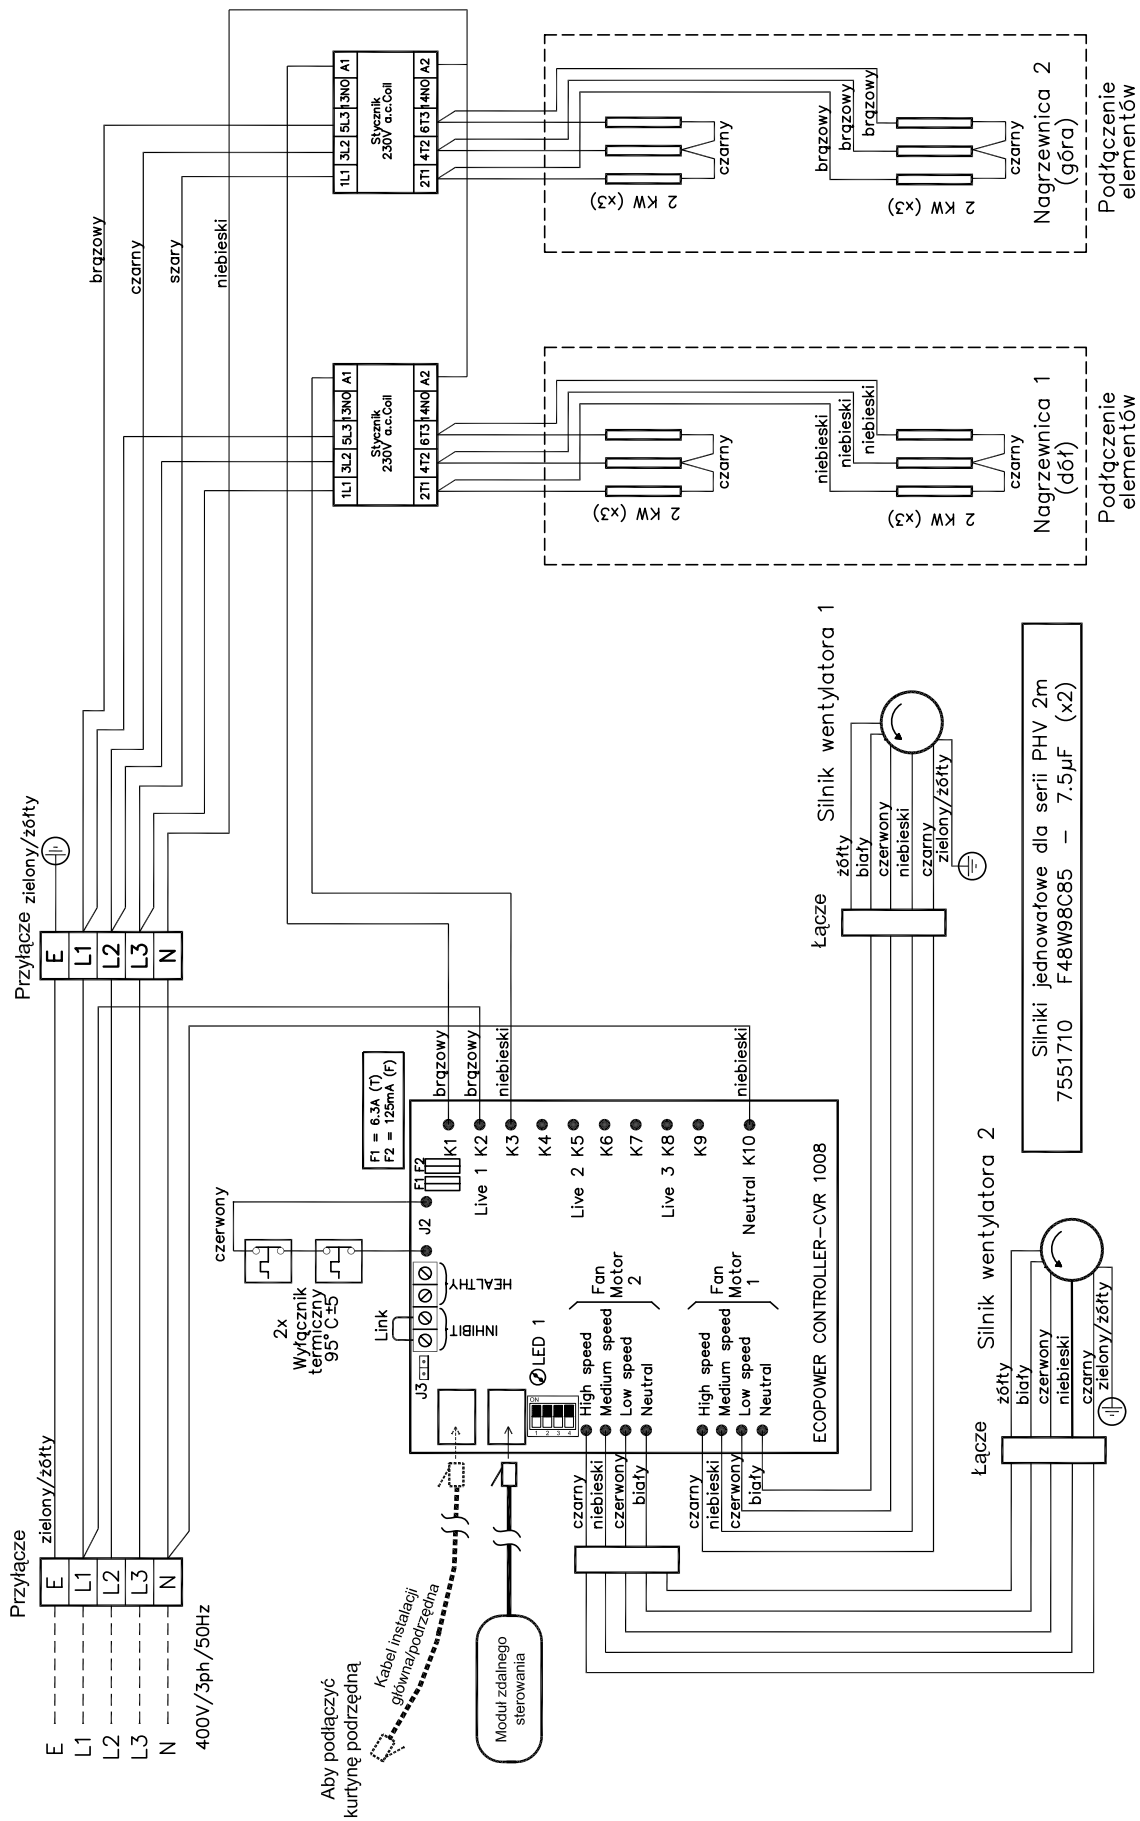 Przyłącze
E
L1
L2
L3
N
400V/3ph/50Hz
E
L1
L2
L3
N
zielony/żółty
Przyłącze
E
L1
L2
L3
N
zielony/żółty
brązowy
czarny
szary
niebieski
A1
13NO
5L3
3L2
1L1
Stycznik
230V a.c.Coil
A2
14NO
6T3
4T2
2T1
A1
13NO
5L3
3L2
1L1
Stycznik
230V a.c.Coil
A2
14NO
6T3
4T2
2T1
2 KW (x3)
czarny
brązowy
brązowy
brązowy
2 KW (x3)
czarny
Nagrzewnica 2
(góra)
Podłączenie
elementów
2 KW (x3)
czarny
niebieski
niebieski
niebieski
2 KW (x3)
czarny
Nagrzewnica 1
(dół)
Podłączenie
elementów
F1 = 6.3A (T)
F2 = 125mA (F)
czerwony
2x
Wyłącznik
termiczny
95°C±5
Link
J3
INHIBIT
HEALTHY
J2
F1 F2
brązowy
brązowy
niebieski
niebieski
K1
Live 1 K2
K3
K4
Live 2 K5
K6
K7
Live 3 K8
K9
Neutral K10
LED 1
ON
1 2 3 4
High speed
Medium speed
Low speed
Neutral
Fan
Motor
2
High speed
Medium speed
Low speed
Neutral
Fan
Motor
1
ECOPOWER CONTROLLER-CVR 1008
czarny
niebieski
czerwony
biały
czarny
niebieski
czerwony
biały
Aby podłączyć
kurtynę podrzędną
Kabel instalacji
główna/podrzędna
Moduł zdalnego
sterowania
Łącze
Silnik wentylatora 1
żółty
biały
czerwony
niebieski
czarny
zielony/żółty
Łącze
Silnik wentylatora 2
żółty
biały
czerwony
niebieski
czarny
zielony/żółty
Silniki jednowałowe dla serii PHV 2m
7551710 F48W98C85 - 7.5µF (x2)